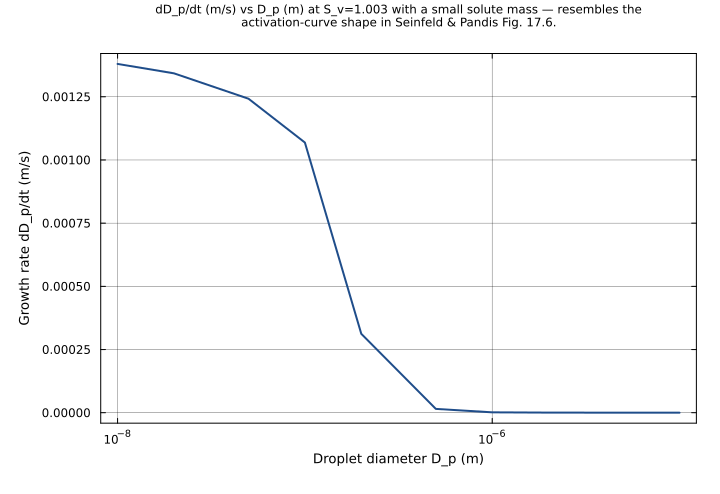 dD_p/dt (m/s) vs D_p (m) at S_v=1.003 with a small solute mass — resembles the
activation-curve shape in Seinfeld & Pandis Fig. 17.6.
Growth rate dD_p/dt (m/s)
0.00125
0.00100
0.00075
0.00050
0.00025
0.00000
10⁻⁸
10⁻⁶
Droplet diameter D_p (m)